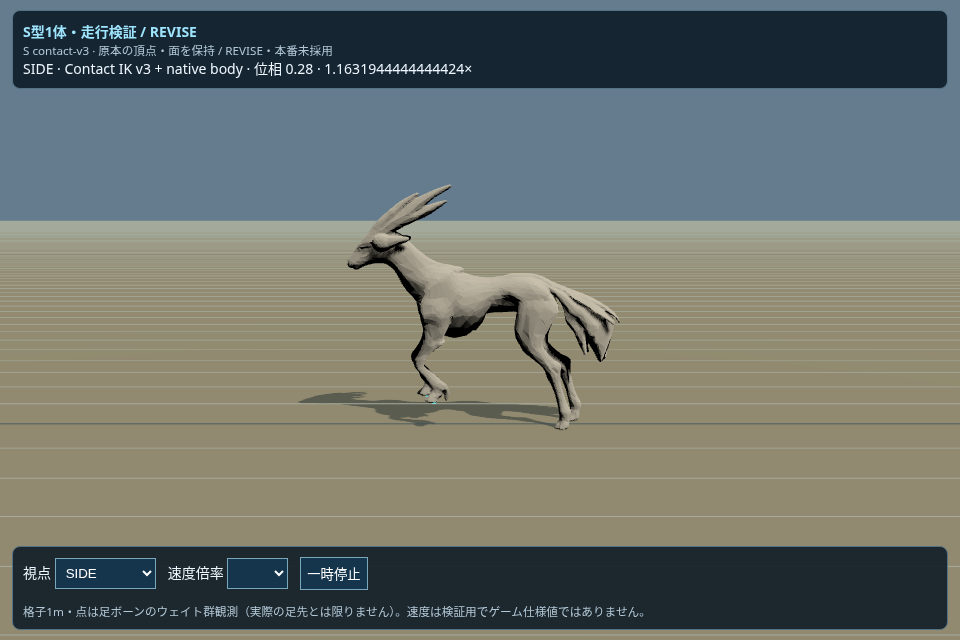 S型1体・走行検証 / REVISE
S contact-v3 · 原本の頂点・面を保持 / REVISE・本番未採用
SIDE · Contact IK v3 + native body · 位相 0.28 · 1.1631944444444424×
視点 SIDE 速度倍率 一時停止
格子1m・点は足ボーンのウェイト群観測（実際の足先とは限りません）。速度は検証用でゲーム仕様値ではありません。